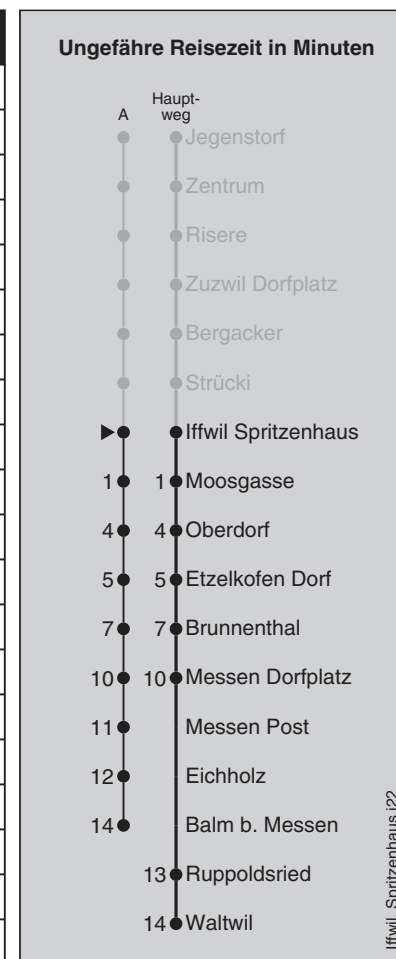 Ungefähre Reisezeit in Minuten
A Haupt-
weg
Jegenstorf
Zentrum
Risere
Zuzwil Dorfplatz
Bergacker
Strücki
Iffwil Spritzenhaus
1 1 Moosgasse
4 4 Oberdorf
5 5 Etzelkofen Dorf
7 7 Brunnenthal
10 10 Messen Dorfplatz
11 Messen Post
12 Eichholz
14 Balm b. Messen
13 Ruppoldsried
14 Waltwil
Iffwil, Spritzenhaus j22